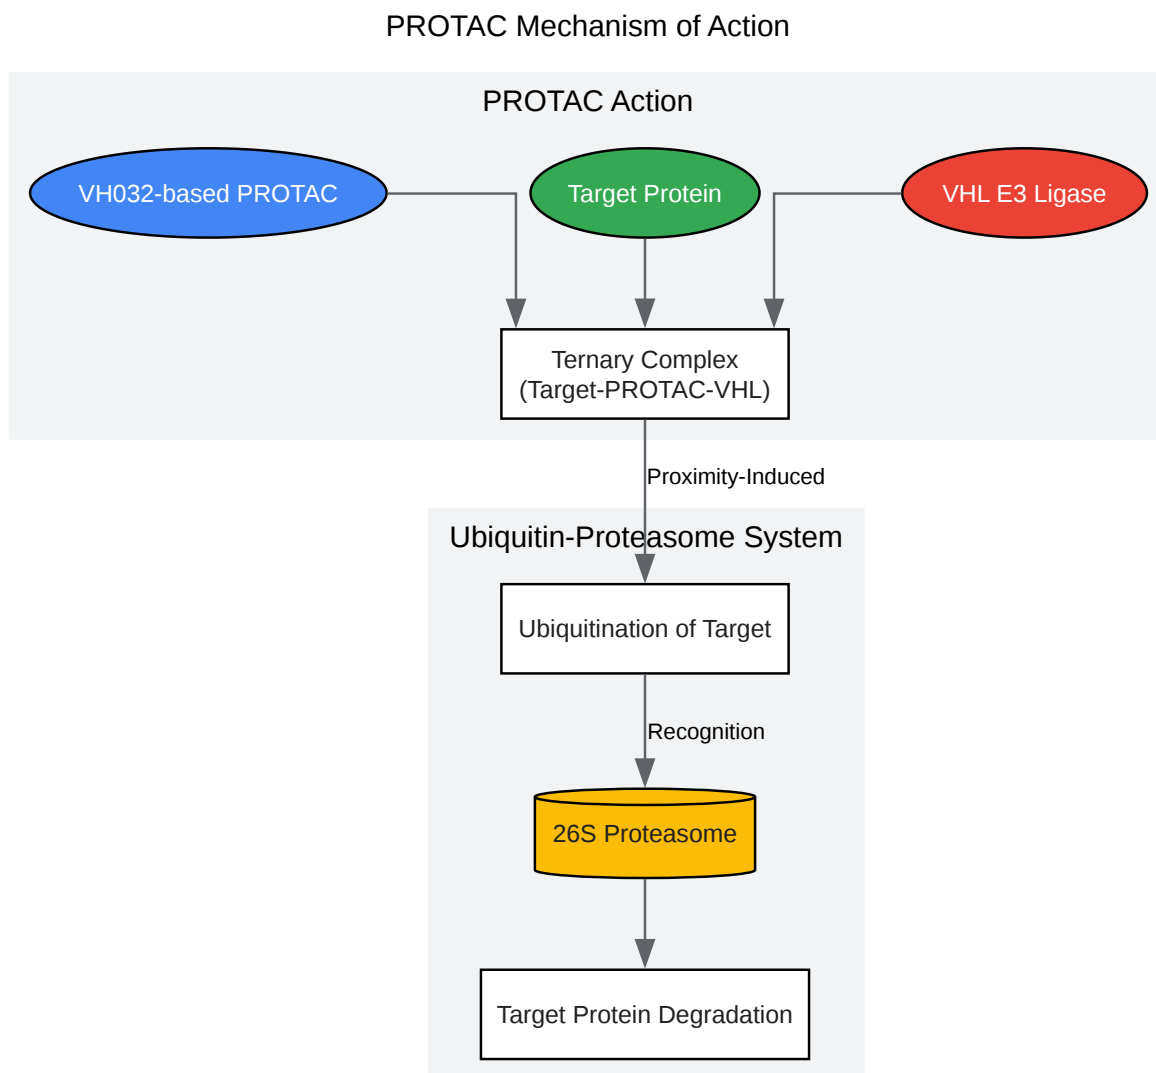 PROTAC Mechanism of Action
PROTAC Action
VH032-based PROTAC
Target Protein
VHL E3 Ligase
Ternary Complex
(Target-PROTAC-VHL)
Proximity-Induced
Ubiquitin-Proteasome System
Ubiquitination of Target
Recognition
26S Proteasome
Target Protein Degradation